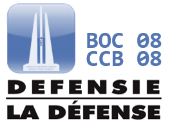 BOC 08
CCB 08
DEFENSIE
LA DÉFENSE